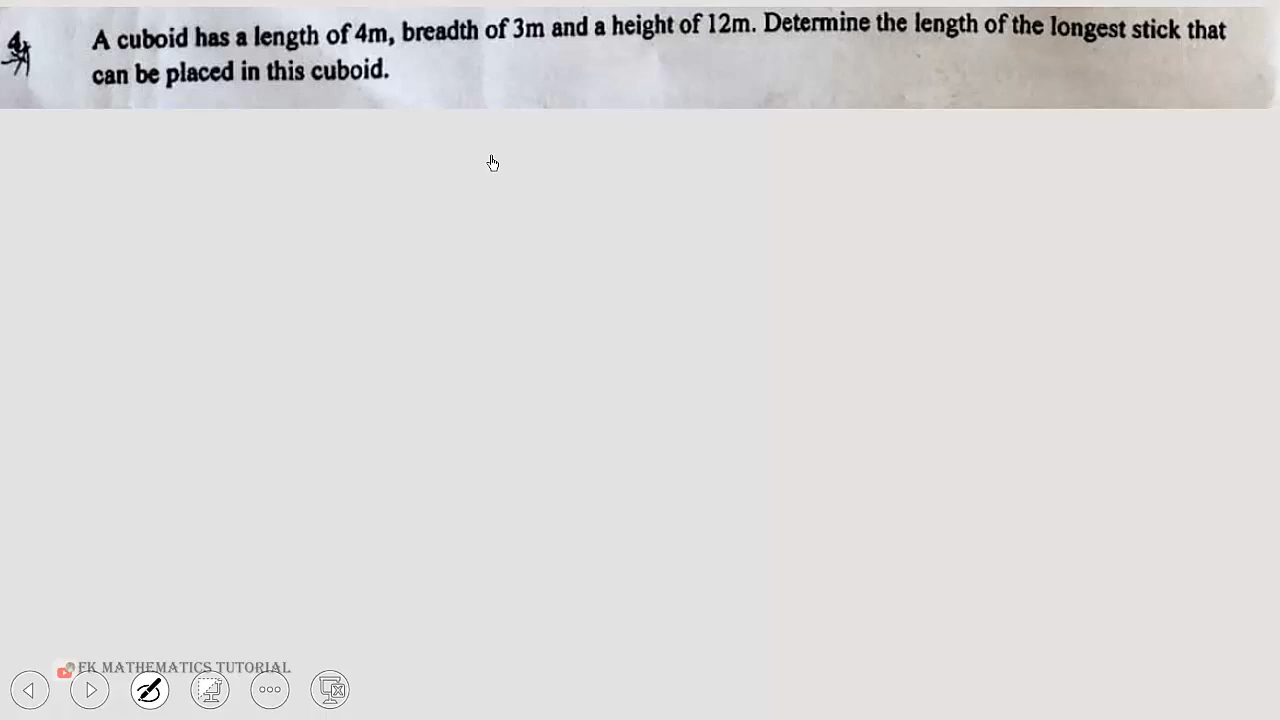 4.
A cuboid has a length of 4m, breadth of 3m and a height of 12m. Determine the length of the longest stick that
can be placed in this cuboid.
FK MATHEMATICS TUTORIAL